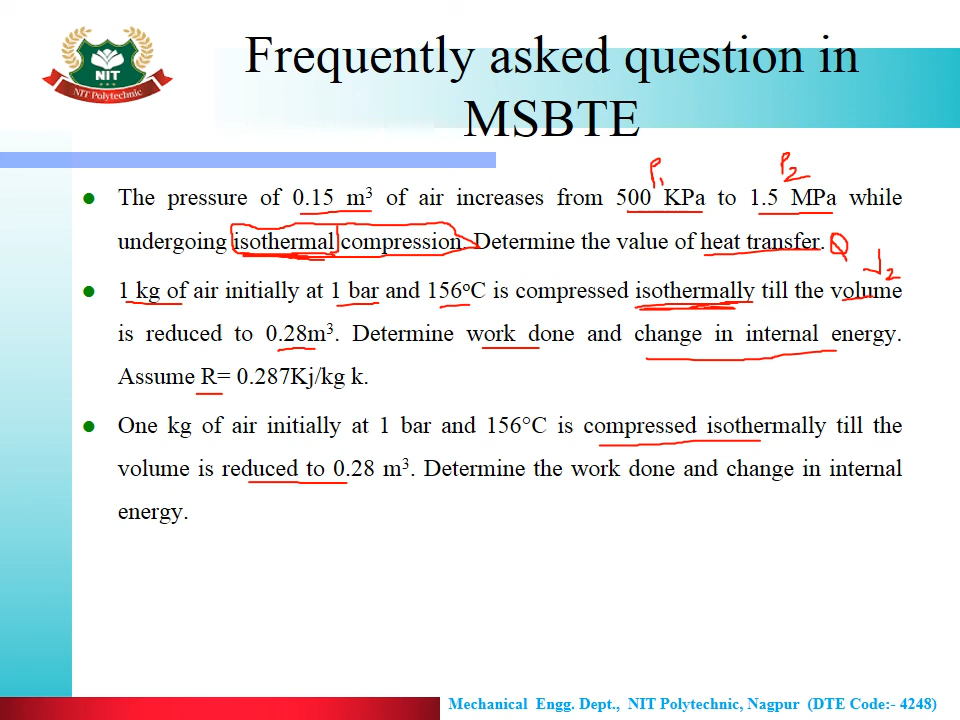 Frequently asked question in
MSBTE
NIT
NIT Polytechnic
P1
P2
• The pressure of 0.15 m³ of air increases from 500 KPa to 1.5 MPa while
undergoing isothermal compression. Determine the value of heat transfer. Q
V2
• 1 kg of air initially at 1 bar and 156°C is compressed isothermally till the volume
is reduced to 0.28m³. Determine work done and change in internal energy.
Assume R= 0.287Kj/kg k.
• One kg of air initially at 1 bar and 156°C is compressed isothermally till the
volume is reduced to 0.28 m³. Determine the work done and change in internal
energy.
Mechanical Engg. Dept., NIT Polytechnic, Nagpur (DTE Code:- 4248)